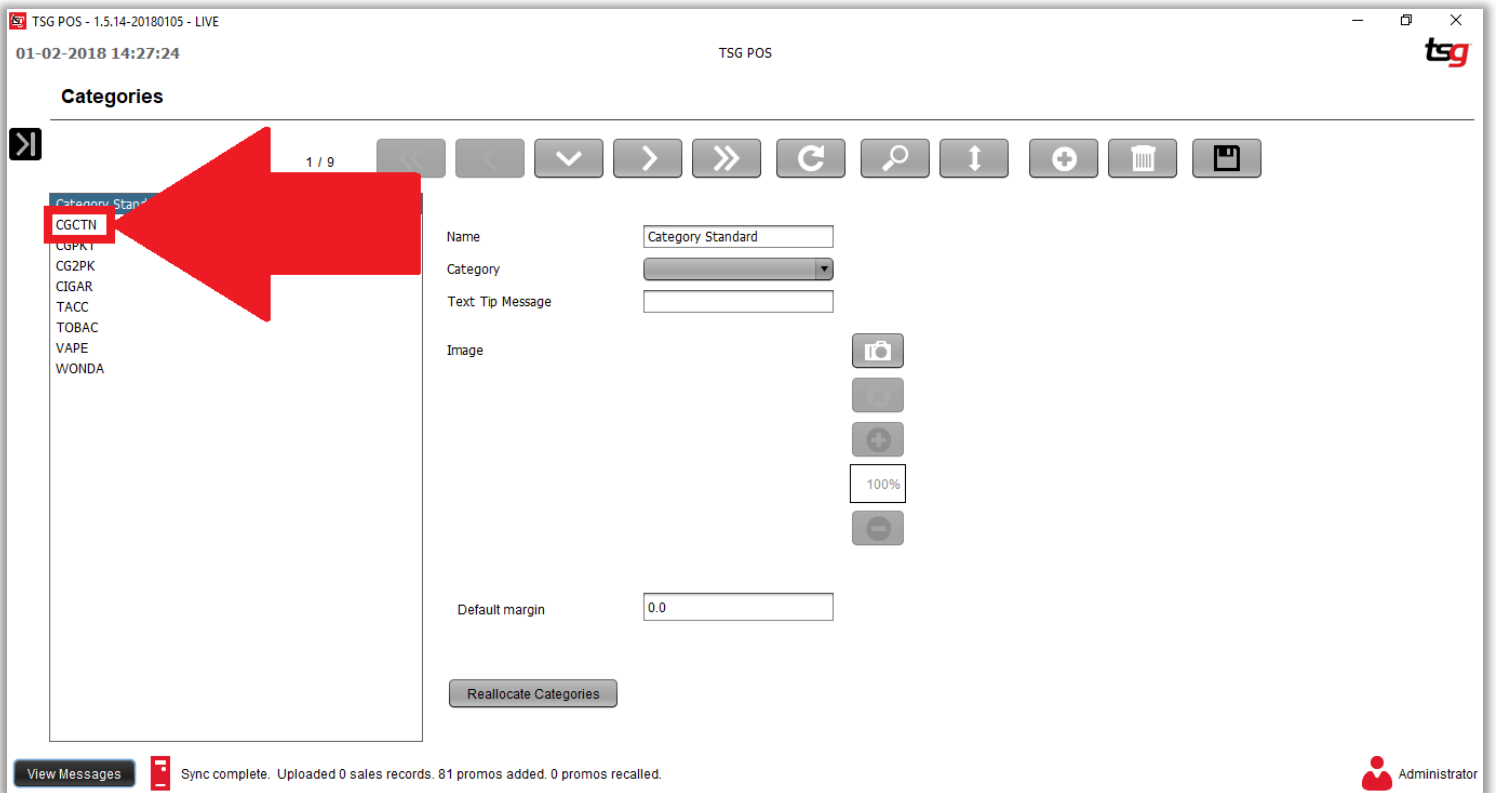 TSG POS - 1.5.14-20180105 - LIVE
01-02-2018 14:27:24
TSG POS
tsg
Categories
1 / 9
Category
CGCTN
CGPKT
CG2PK
CIGAR
TACC
TOBAC
VAPE
WONDA
Name
Category Standard
Category
Text Tip Message
Image
100%
Default margin
0.0
Reallocate Categories
View Messages
Sync complete. Uploaded 0 sales records. 81 promos added. 0 promos recalled.
Administrator